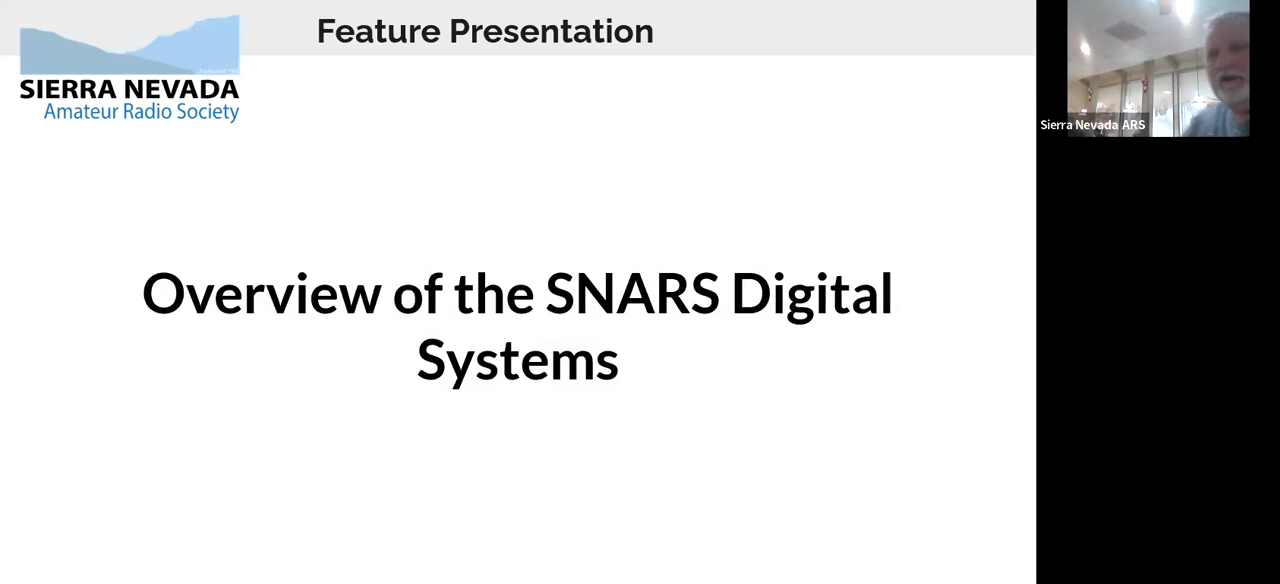 Feature Presentation
SIERRA NEVADA
Amateur Radio Society
Sierra Nevada ARS
Overview of the SNARS Digital
Systems